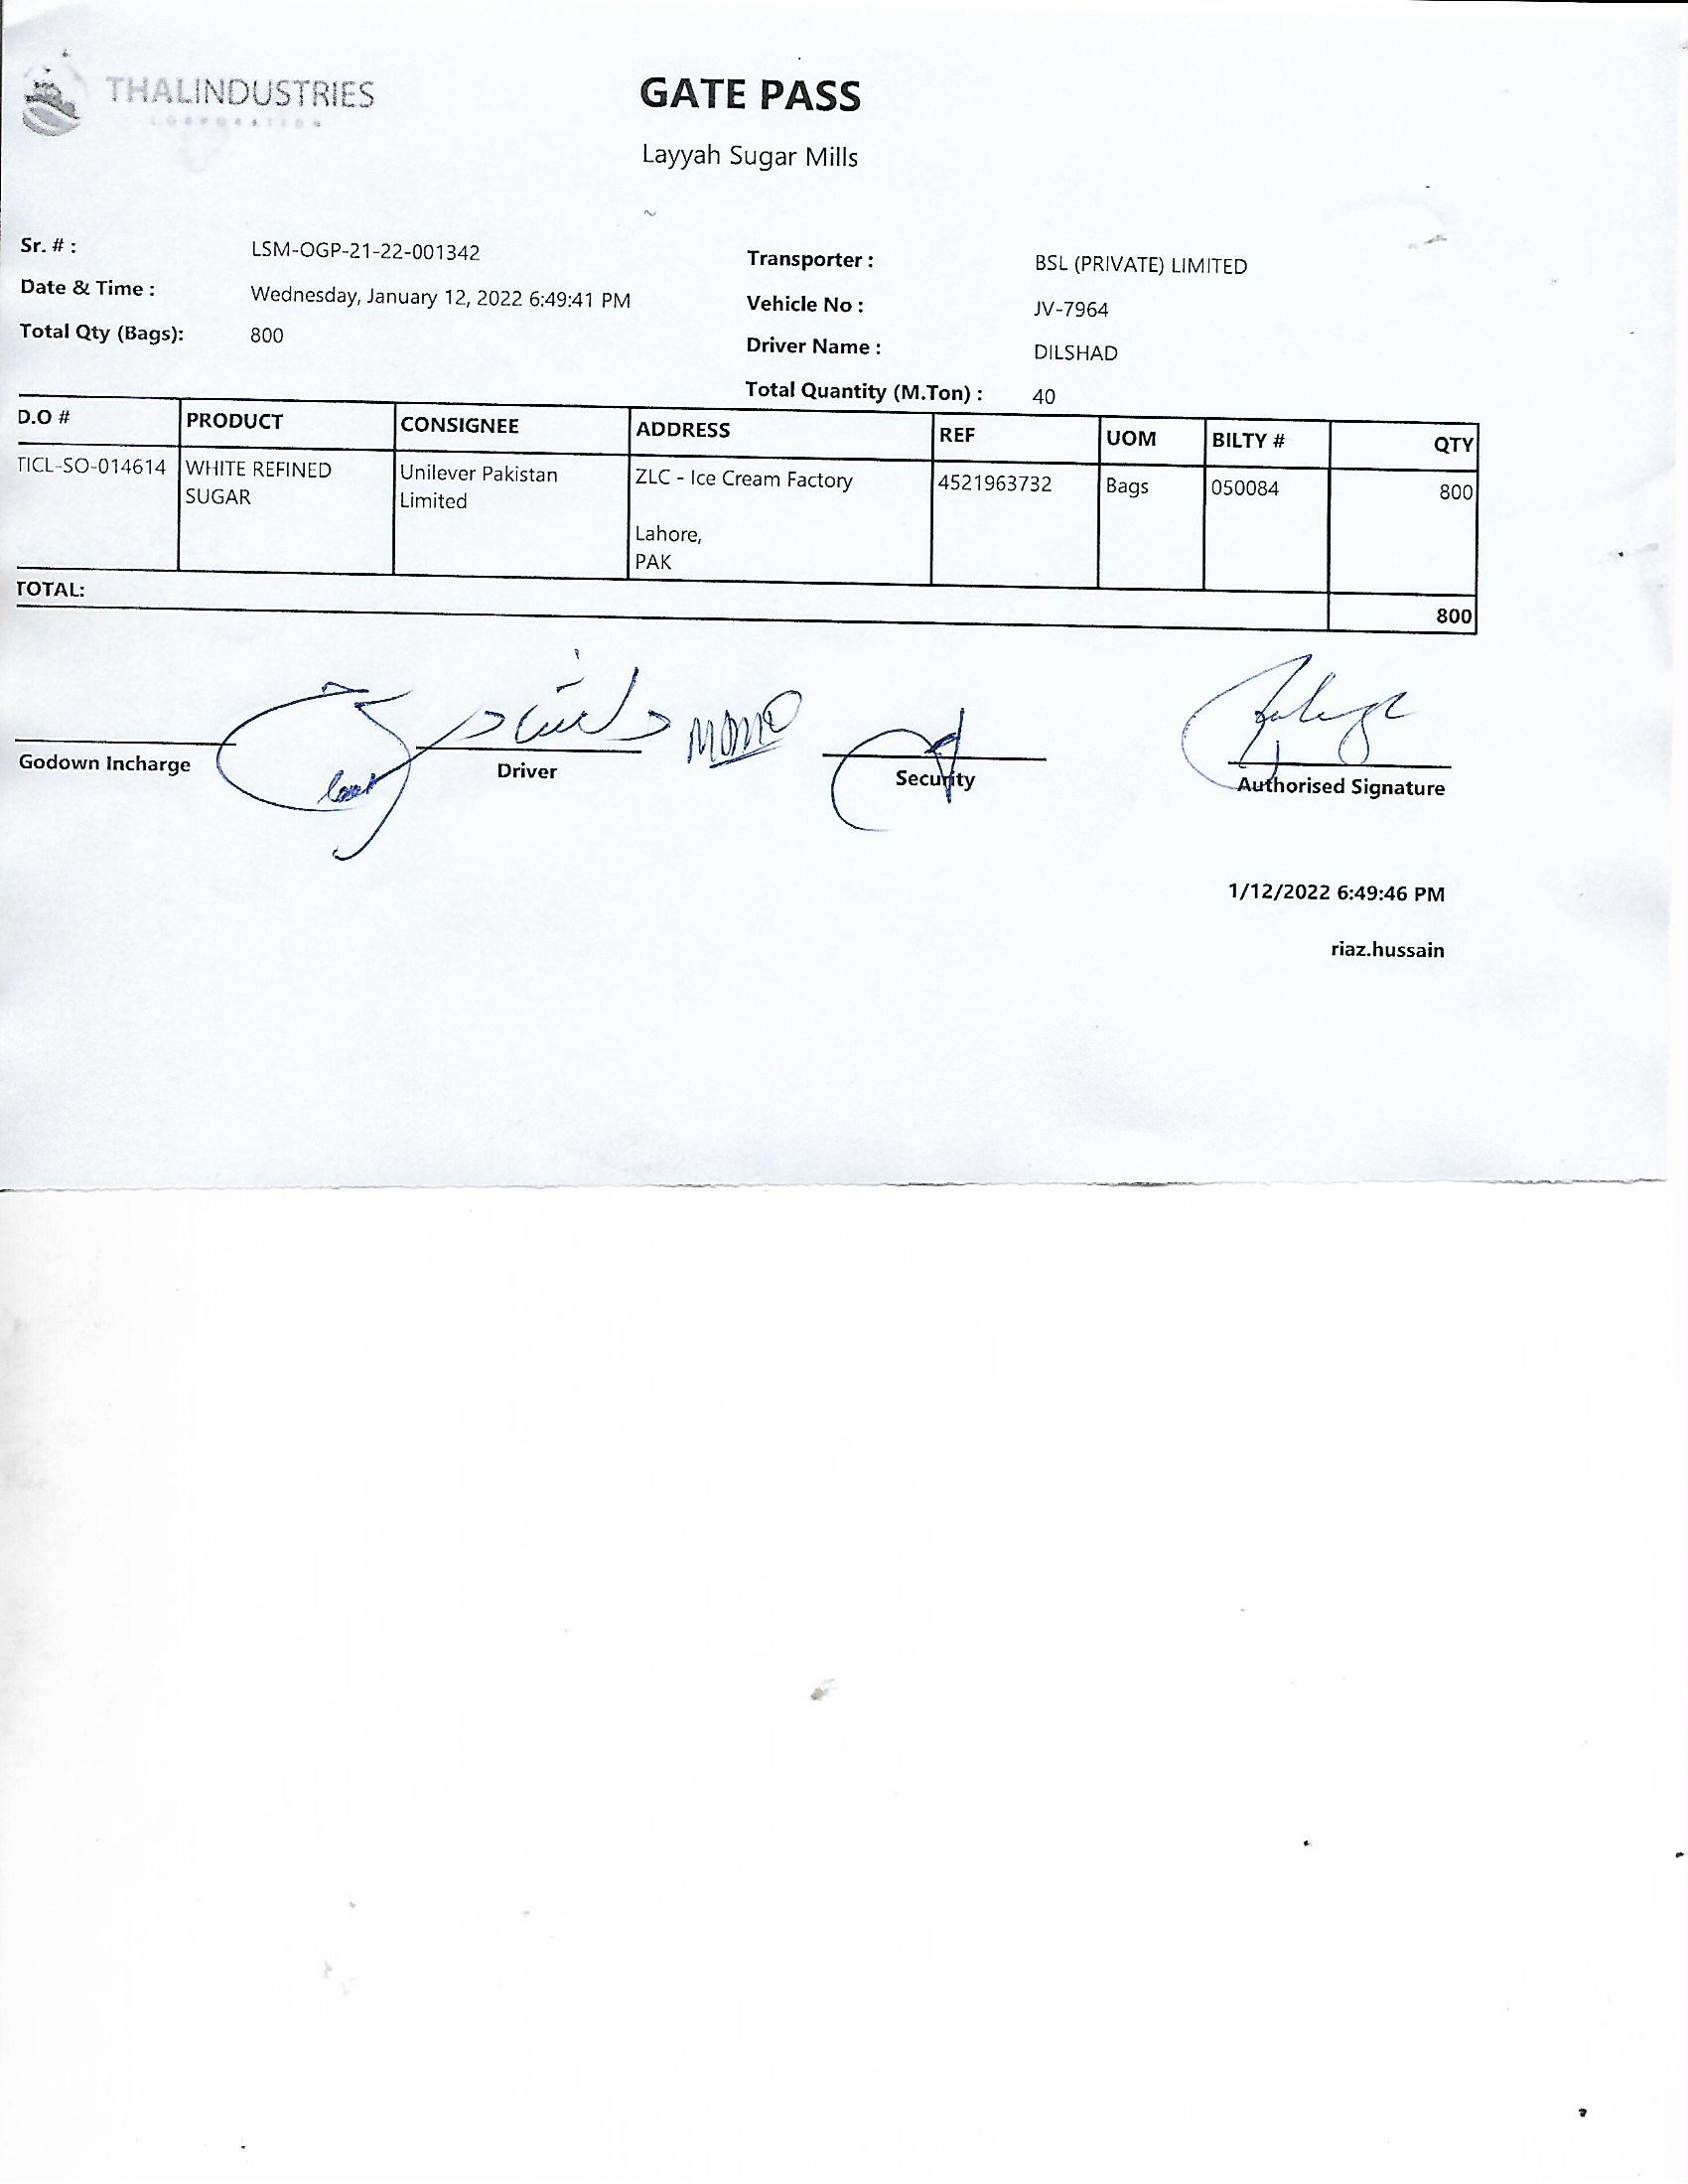 THALINDUSTRIES
CORPORATION
GATE PASS
Layyah Sugar Mills
Sr. # : LSM-OGP-21-22-001342
Date & Time : Wednesday, January 12, 2022 6:49:41 PM
Total Qty (Bags): 800
Transporter : BSL (PRIVATE) LIMITED
Vehicle No : JV-7964
Driver Name : DILSHAD
Total Quantity (M.Ton) : 40
D.O # PRODUCT CONSIGNEE ADDRESS REF UOM BILTY # QTY
TICL-SO-014614 WHITE REFINED Unilever Pakistan ZLC - Ice Cream Factory 4521963732 Bags 050084 800
SUGAR Limited
Lahore,
PAK
TOTAL: 800
دلشاد
Godown Incharge Driver Security Authorised Signature
1/12/2022 6:49:46 PM
riaz.hussain